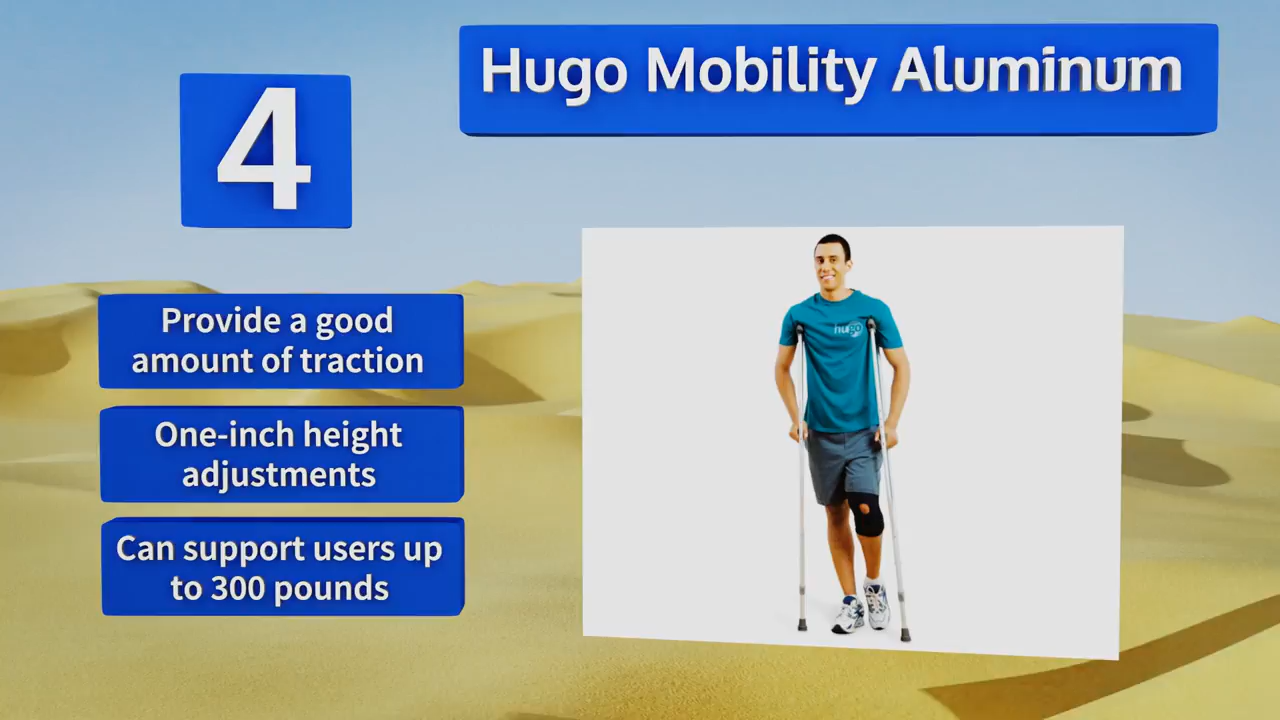 Hugo Mobility Aluminum
4
Provide a good
amount of traction
One-inch height
adjustments
Can support users up
to 300 pounds
hugo